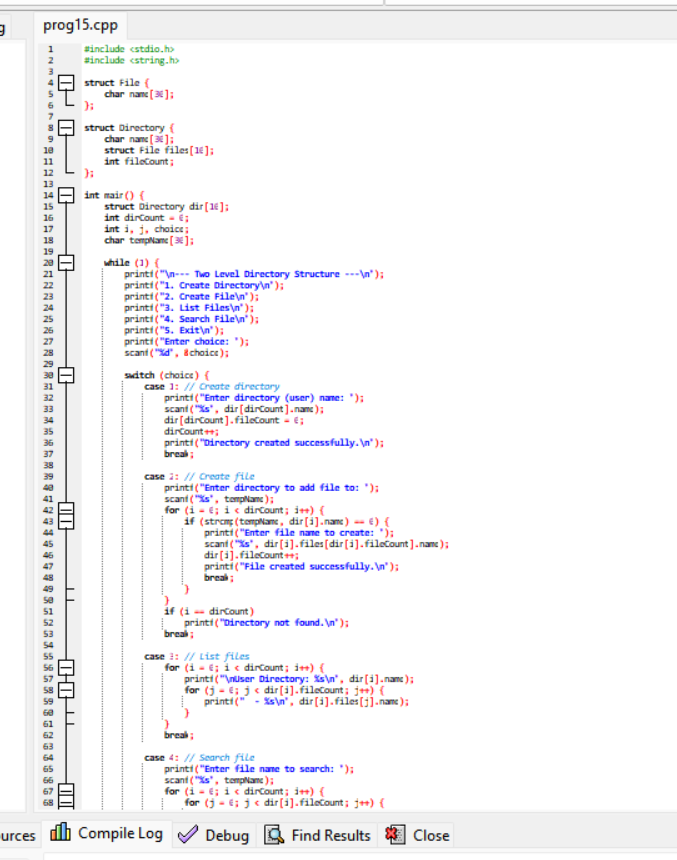 g
prog15.cpp
1 #include <stdio.h>
2 #include <string.h>
3
4 struct File {
5 char name[30];
6 };
7
8 struct Directory {
9 char name[30];
10 struct File files[10];
11 int fileCount;
12 };
13
14 int main() {
15 struct Directory dir[10];
16 int dirCount = 0;
17 int i, j, choice;
18 char tempName[30];
19
20 while (1) {
21 printf("\n--- Two Level Directory Structure ---\n");
22 printf("1. Create Directory\n");
23 printf("2. Create File\n");
24 printf("3. List Files\n");
25 printf("4. Search File\n");
26 printf("5. Exit\n");
27 printf("Enter choice: ");
28 scanf("%d", &choice);
29
30 switch (choice) {
31 case 1: // Create directory
32 printf("Enter directory (user) name: ");
33 scanf("%s", dir[dirCount].name);
34 dir[dirCount].fileCount = 0;
35 dirCount++;
36 printf("Directory created successfully.\n");
37 break;
38
39 case 2: // Create file
40 printf("Enter directory to add file to: ");
41 scanf("%s", tempName);
42 for (i = 0; i < dirCount; i++) {
43 if (strcmp(tempName, dir[i].name) == 0) {
44 printf("Enter file name to create: ");
45 scanf("%s", dir[i].files[dir[i].fileCount].name);
46 dir[i].fileCount++;
47 printf("File created successfully.\n");
48 break;
49 }
50 }
51 if (i == dirCount)
52 printf("Directory not found.\n");
53 break;
54
55 case 3: // List files
56 for (i = 0; i < dirCount; i++) {
57 printf("\nUser Directory: %s\n", dir[i].name);
58 for (j = 0; j < dir[i].fileCount; j++) {
59 printf("  - %s\n", dir[i].files[j].name);
60 }
61 }
62 break;
63
64 case 4: // Search file
65 printf("Enter file name to search: ");
66 scanf("%s", tempName);
67 for (i = 0; i < dirCount; i++) {
68 for (j = 0; j < dir[i].fileCount; j++) {
urces Compile Log Debug Find Results Close